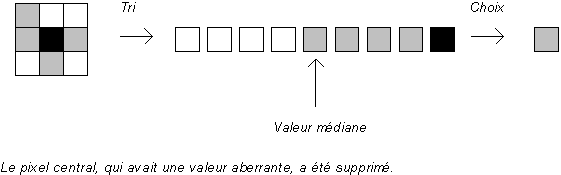 Tri
Choix
Valeur médiane
Le pixel central, qui avait une valeur aberrante, a été supprimé.